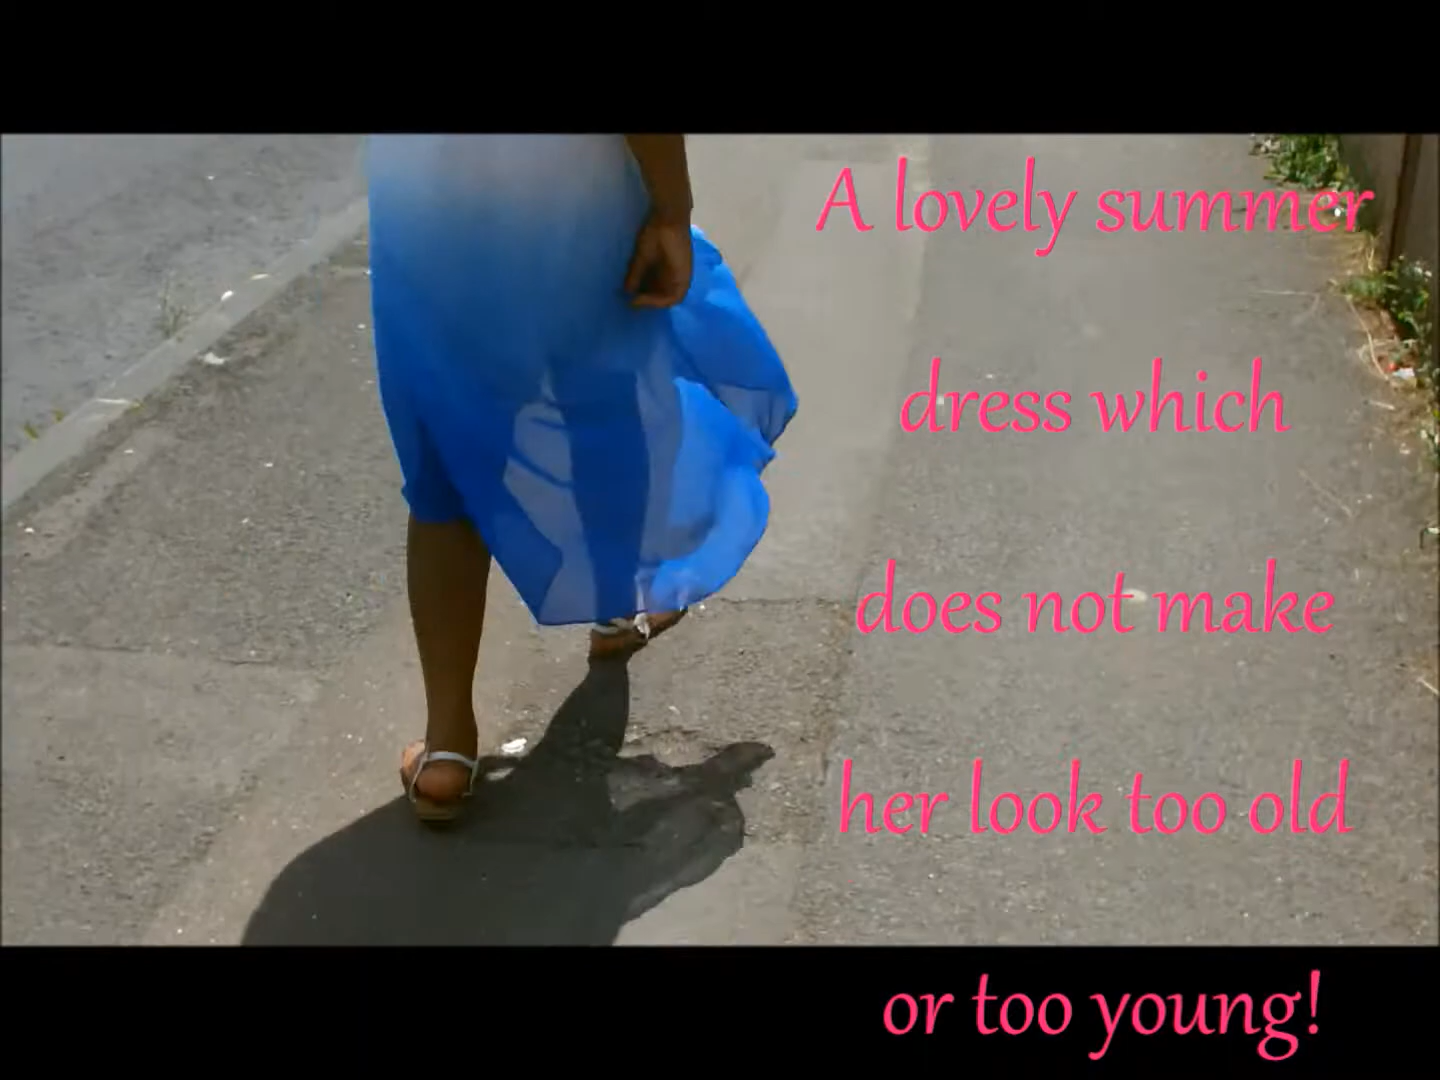 A lovely summer
dress which
does not make
her look too old
or too young!